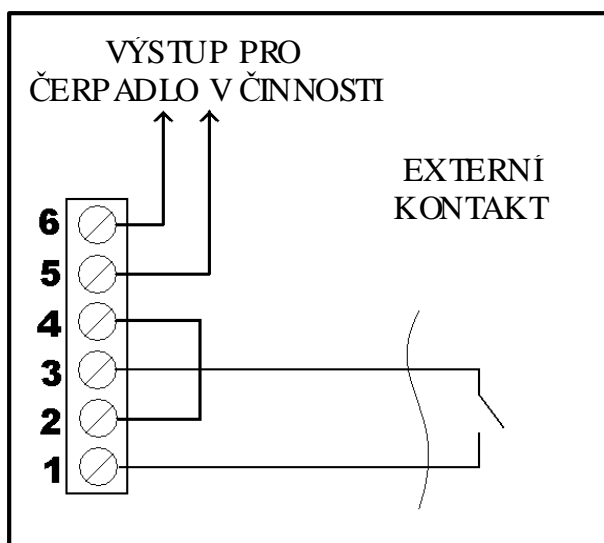 VÝSTUP PRO
ČERPADLO V ČINNOSTI
EXTERNÍ
KONTAKT
6
5
4
3
2
1